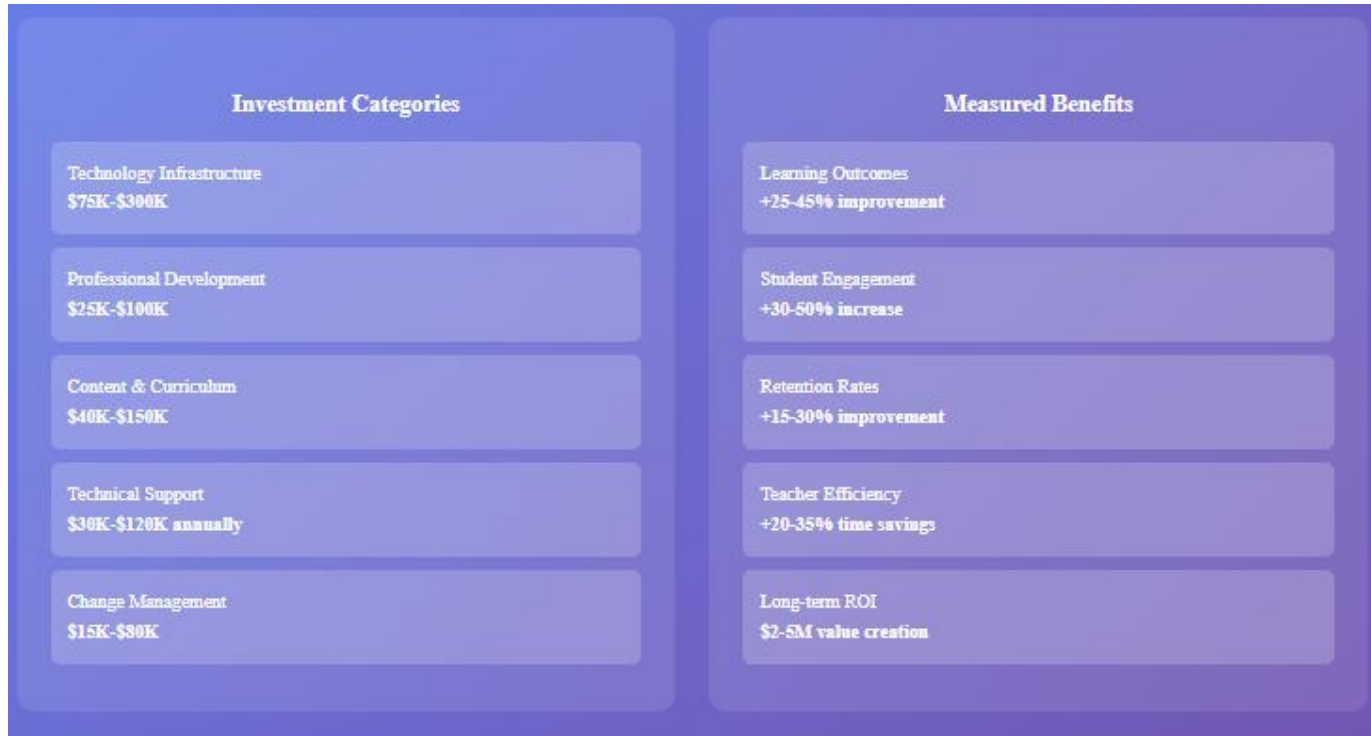 Investment Categories
Technology Infrastructure
$75K-$300K
Professional Development
$25K-$100K
Content & Curriculum
$40K-$150K
Technical Support
$30K-$120K annually
Change Management
$15K-$80K
Measured Benefits
Learning Outcomes
+25-45% improvement
Student Engagement
+30-50% increase
Retention Rates
+15-30% improvement
Teacher Efficiency
+20-35% time savings
Long-term ROI
$2-5M value creation